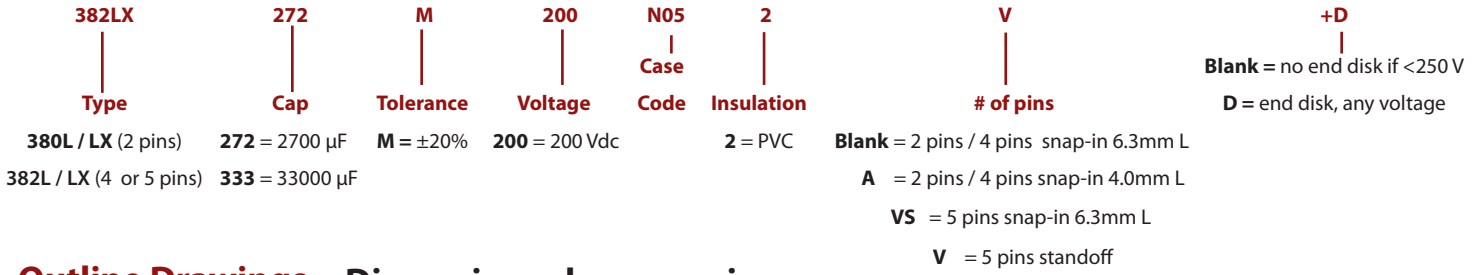 382LX 272 M 200 N05 2 V +D
Case Blank = no end disk if <250 V
Type Cap Tolerance Voltage Code Insulation # of pins D = end disk, any voltage
380L / LX (2 pins) 272 = 2700 µF M = ±20% 200 = 200 Vdc 2 = PVC Blank = 2 pins / 4 pins snap-in 6.3mm L
382L / LX (4 or 5 pins) 333 = 33000 µF A = 2 pins / 4 pins snap-in 4.0mm L
VS = 5 pins snap-in 6.3mm L
V = 5 pins standoff